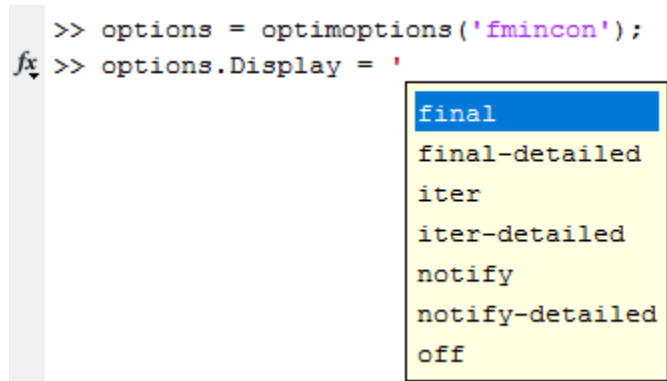 >> options = optimoptions('fmincon');
fx >> options.Display = '
final
final-detailed
iter
iter-detailed
notify
notify-detailed
off